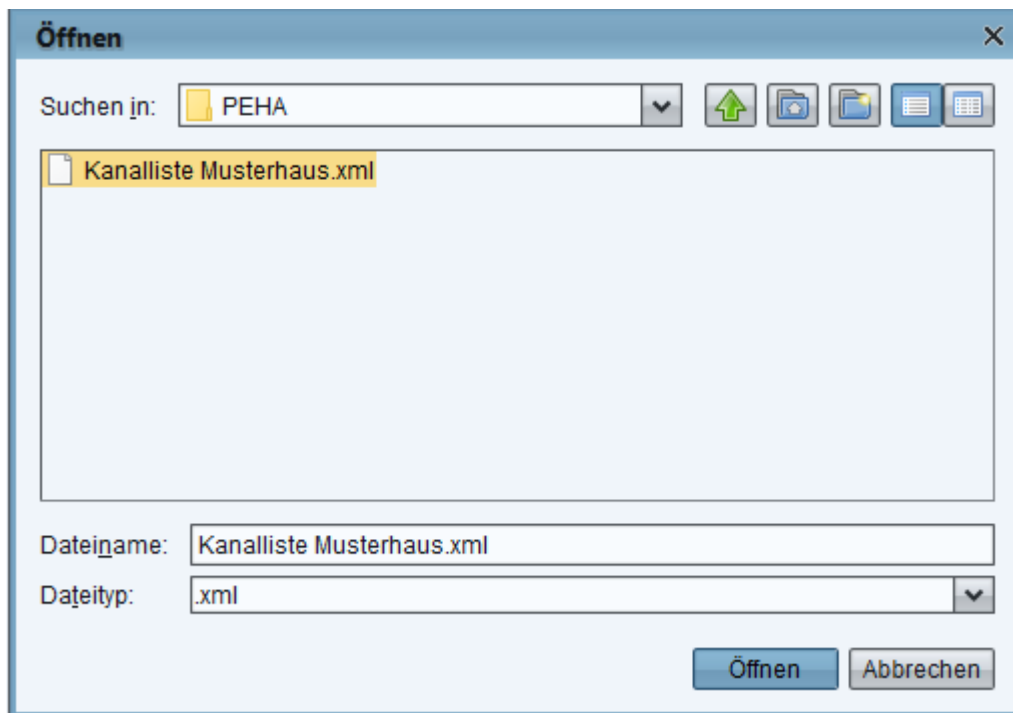 Öffnen
Suchen in: PEHA
Kanalliste Musterhaus.xml
Dateiname: Kanalliste Musterhaus.xml
Dateityp: .xml
Öffnen Abbrechen